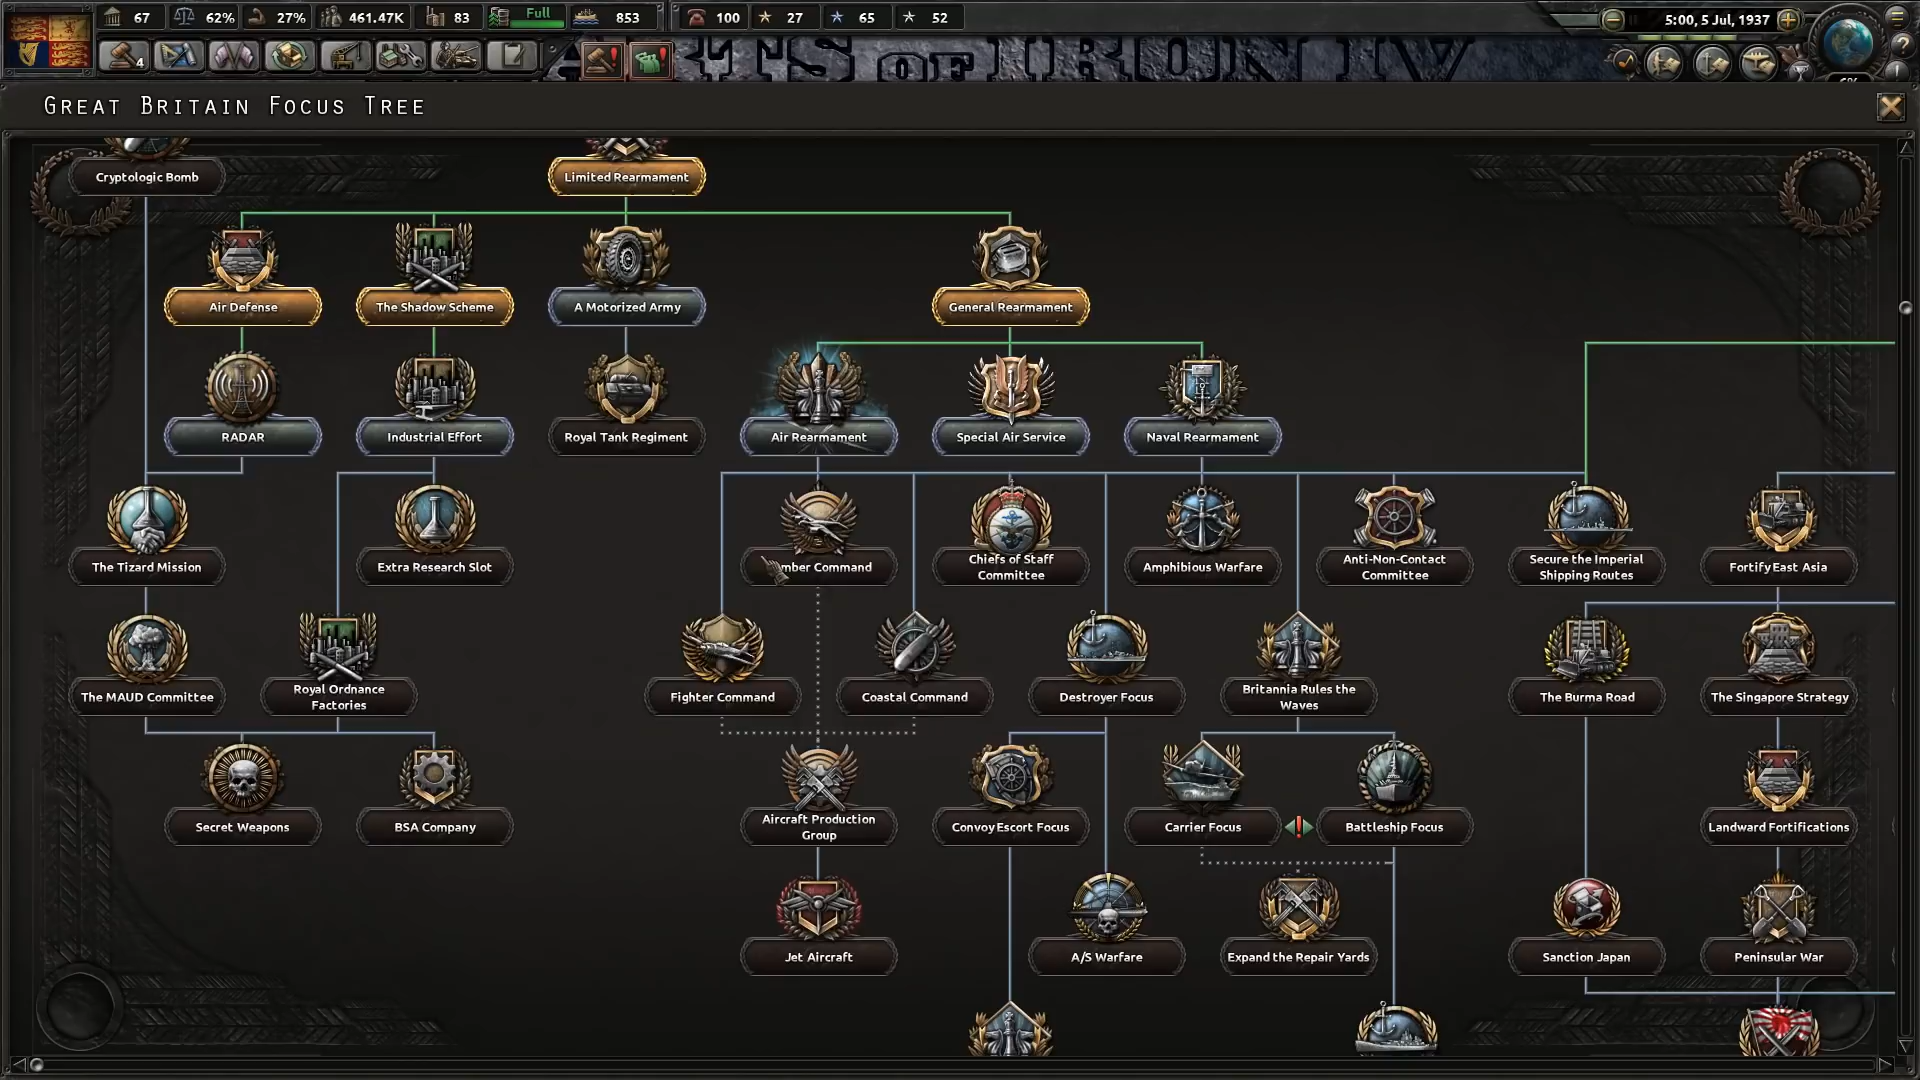 67
62%
27%
461.47K
83
Full
853
100
27
65
52
5:00, 5 Jul, 1937
4
RTS OF IRON IV
Great Britain Focus Tree
Cryptologic Bomb
Limited Rearmament
Air Defense
The Shadow Scheme
A Motorized Army
General Rearmament
RADAR
Industrial Effort
Royal Tank Regiment
Air Rearmament
Special Air Service
Naval Rearmament
The Tizard Mission
Extra Research Slot
mber Command
Chiefs of Staff
Committee
Amphibious Warfare
Anti-Non-Contact
Committee
Secure the Imperial
Shipping Routes
Fortify East Asia
The MAUD Committee
Royal Ordnance
Factories
Fighter Command
Coastal Command
Destroyer Focus
Britannia Rules the
Waves
The Burma Road
The Singapore Strategy
Secret Weapons
BSA Company
Aircraft Production
Group
Convoy Escort Focus
Carrier Focus
Battleship Focus
Landward Fortifications
Jet Aircraft
A/S Warfare
Expand the Repair Yards
Sanction Japan
Peninsular War